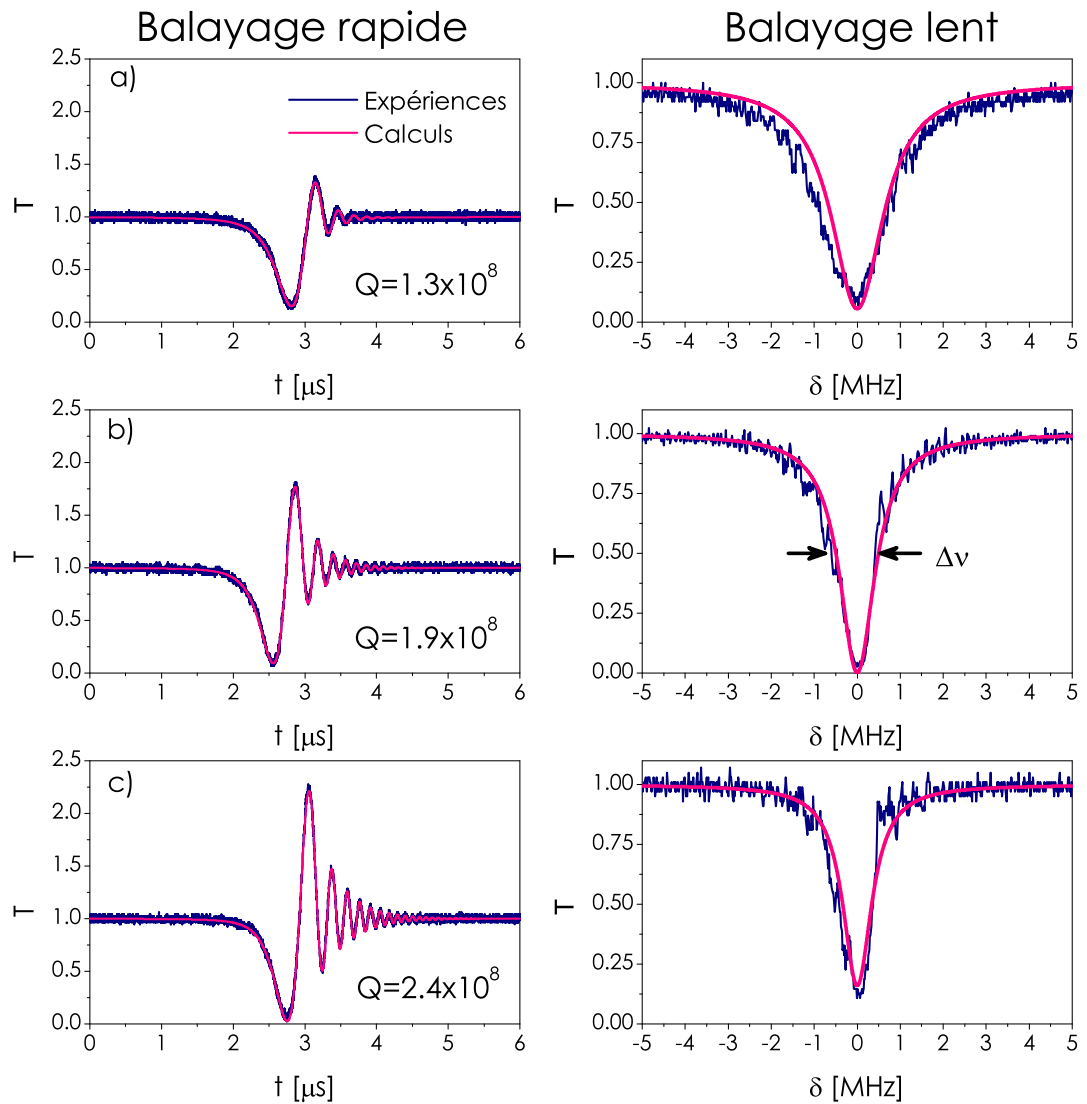 Balayage rapide
Balayage lent
a)
Expériences
Calculs
Q=1.3x10⁸
T
2.5
2.0
1.5
1.0
0.5
0.0
0 1 2 3 4 5 6
t [µs]
T
1.00
0.75
0.50
0.25
0.00
-5 -4 -3 -2 -1 0 1 2 3 4 5
δ [MHz]
b)
Q=1.9x10⁸
T
2.5
2.0
1.5
1.0
0.5
0.0
0 1 2 3 4 5 6
t [µs]
T
1.00
0.75
0.50
0.25
0.00
Δν
-5 -4 -3 -2 -1 0 1 2 3 4 5
δ [MHz]
c)
Q=2.4x10⁸
T
2.5
2.0
1.5
1.0
0.5
0.0
0 1 2 3 4 5 6
t [µs]
T
1.00
0.75
0.50
0.25
0.00
-5 -4 -3 -2 -1 0 1 2 3 4 5
δ [MHz]